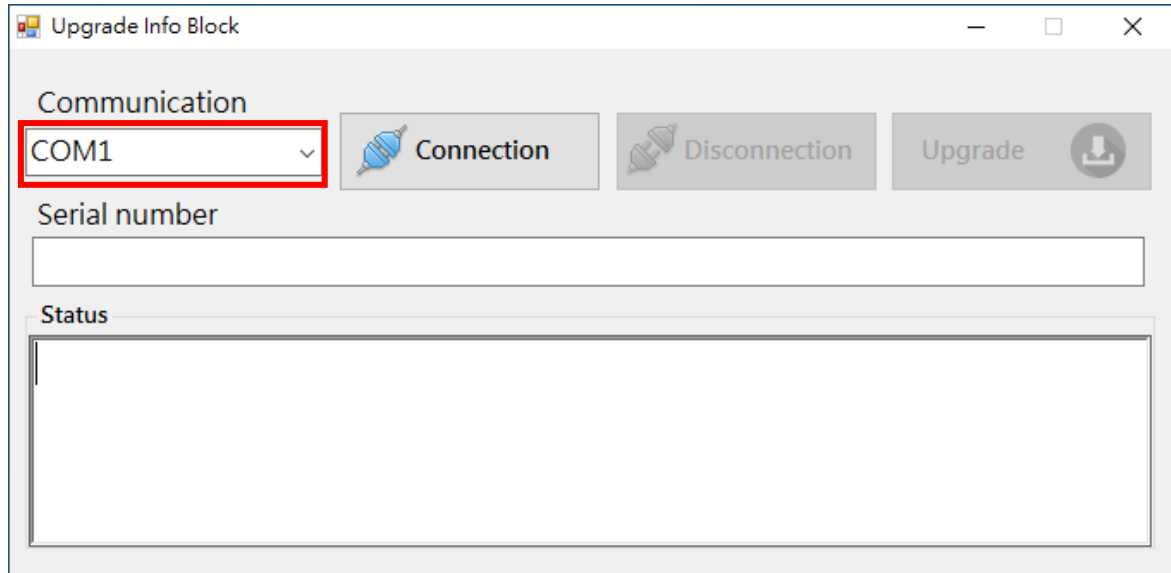 Upgrade Info Block
Communication
COM1
Connection
Disconnection
Upgrade
Serial number
Status